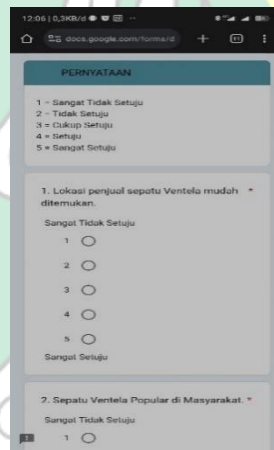 12:06 | 0,3KB/d
docs.google.com/forms/d
PERNYATAAN
1 - Sangat Tidak Setuju
2 - Tidak Setuju
3 = Cukup Setuju
4 = Setuju
5 = Sangat Setuju
1. Lokasi penjual sepatu Ventela mudah *
ditemukan.
Sangat Tidak Setuju
1
2
3
4
5
Sangat Setuju
2. Sepatu Ventela Popular di Masyarakat. *
Sangat Tidak Setuju
1